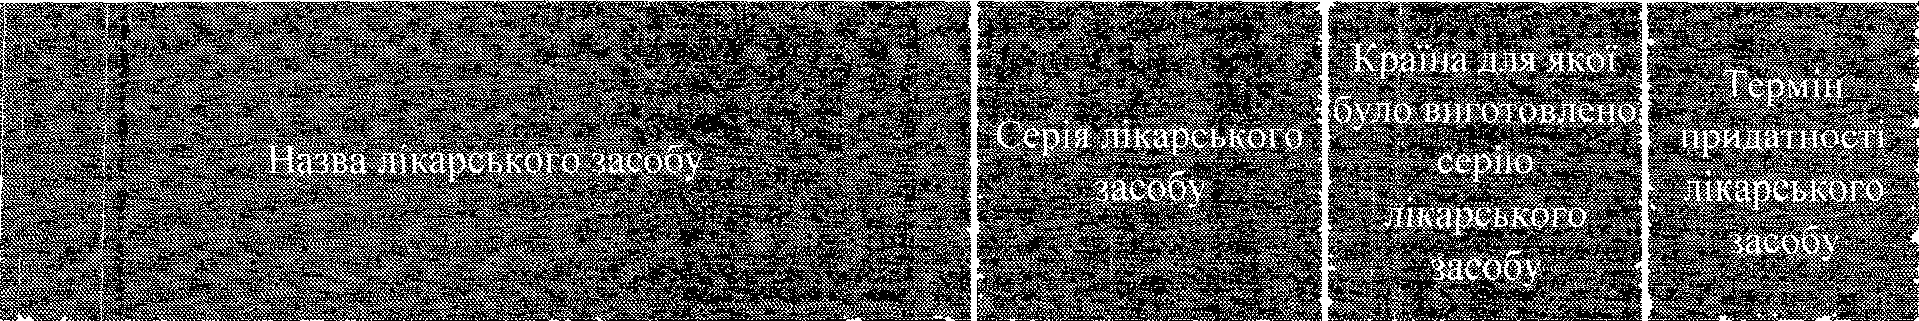 Назва лікарського засобу
Серія лікарського
засобу
Країна для якої
було виготовлено
серію
лікарського
засобу
Термін
придатності
лікарського
засобу